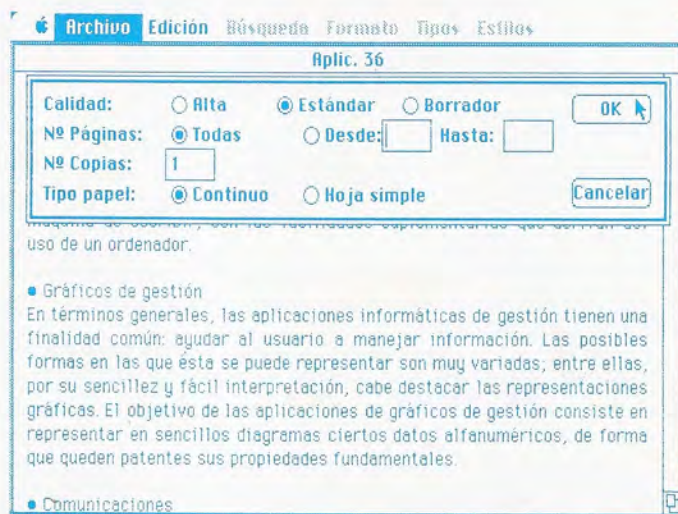 Archivo Edición Búsqueda Formato Tipos Estilos
Aplic. 36
Calidad: Alta Estándar Borrador OK
Nº Páginas: Todas Desde: Hasta:
Nº Copias: 1
Tipo papel: Continuo Hoja simple Cancelar
uso de un ordenador.
• Gráficos de gestión
En términos generales, las aplicaciones informáticas de gestión tienen una
finalidad común: ayudar al usuario a manejar información. Las posibles
formas en las que ésta se puede representar son muy variadas; entre ellas,
por su sencillez y fácil interpretación, cabe destacar las representaciones
gráficas. El objetivo de las aplicaciones de gráficos de gestión consiste en
representar en sencillos diagramas ciertos datos alfanuméricos, de forma
que queden patentes sus propiedades fundamentales.
• Comunicaciones